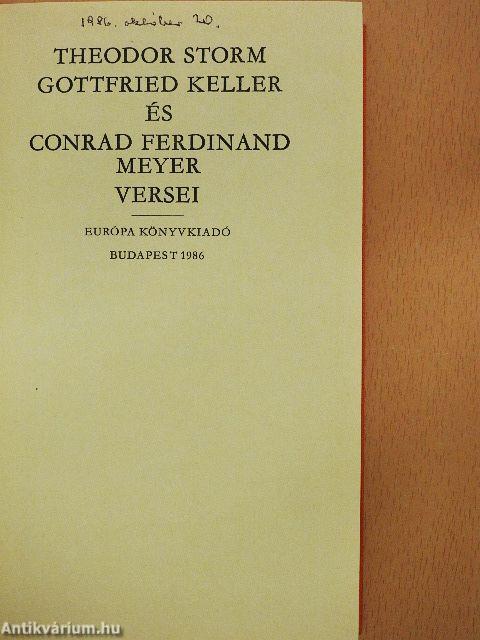 1986. október 20.
THEODOR STORM
GOTTFRIED KELLER
ÉS
CONRAD FERDINAND
MEYER
VERSEI
EURÓPA KÖNYVKIADÓ
BUDAPEST 1986
Antikvárium.hu